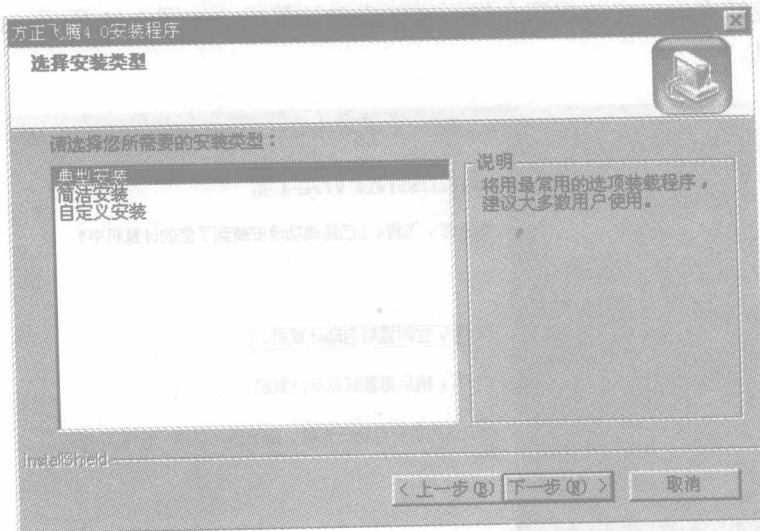 方正飞腾4.0安装程序
选择安装类型
请选择您所需要的安装类型：
典型安装
简洁安装
自定义安装
说明
将用最常用的选项装载程序，
建议大多数用户使用。
InstallShield
< 上一步(B)
下一步(N) >
取消